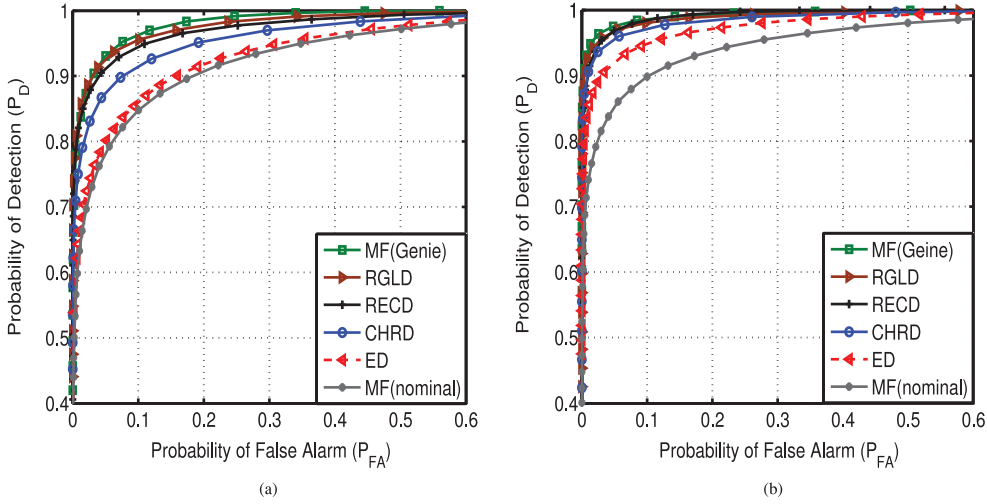 1
0.9
0.8
0.7
0.6
0.5
0.4
Probability of Detection (P_D)
0 0.1 0.2 0.3 0.4 0.5 0.6
Probability of False Alarm (P_FA)
MF(Genie)
RGLD
RECD
CHRD
ED
MF(nominal)
(a)
1
0.9
0.8
0.7
0.6
0.5
0.4
Probability of Detection (P_D)
0 0.1 0.2 0.3 0.4 0.5 0.6
Probability of False Alarm (P_FA)
MF(Geine)
RGLD
RECD
CHRD
ED
MF(nominal)
(b)